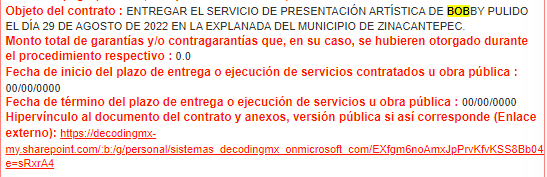 Objeto del contrato : ENTREGAR EL SERVICIO DE PRESENTACIÓN ARTÍSTICA DE BOBBY PULIDO
EL DÍA 29 DE AGOSTO DE 2022 EN LA EXPLANADA DEL MUNICIPIO DE ZINACANTEPEC.
Monto total de garantías y/o contragarantías que, en su caso, se hubieren otorgado durante
el procedimiento respectivo : 0.0
Fecha de inicio del plazo de entrega o ejecución de servicios contratados u obra pública :
00/00/0000
Fecha de término del plazo de entrega o ejecución de servicios u obra pública : 00/00/0000
Hipervínculo al documento del contrato y anexos, versión pública si así corresponde (Enlace
externo): https://decodingmx-
my.sharepoint.com/:b:/g/personal/sistemas_decodingmx_onmicrosoft_com/EXfgm6noAmxJpPrvKfvKSS8Bb04
e=sRxrA4